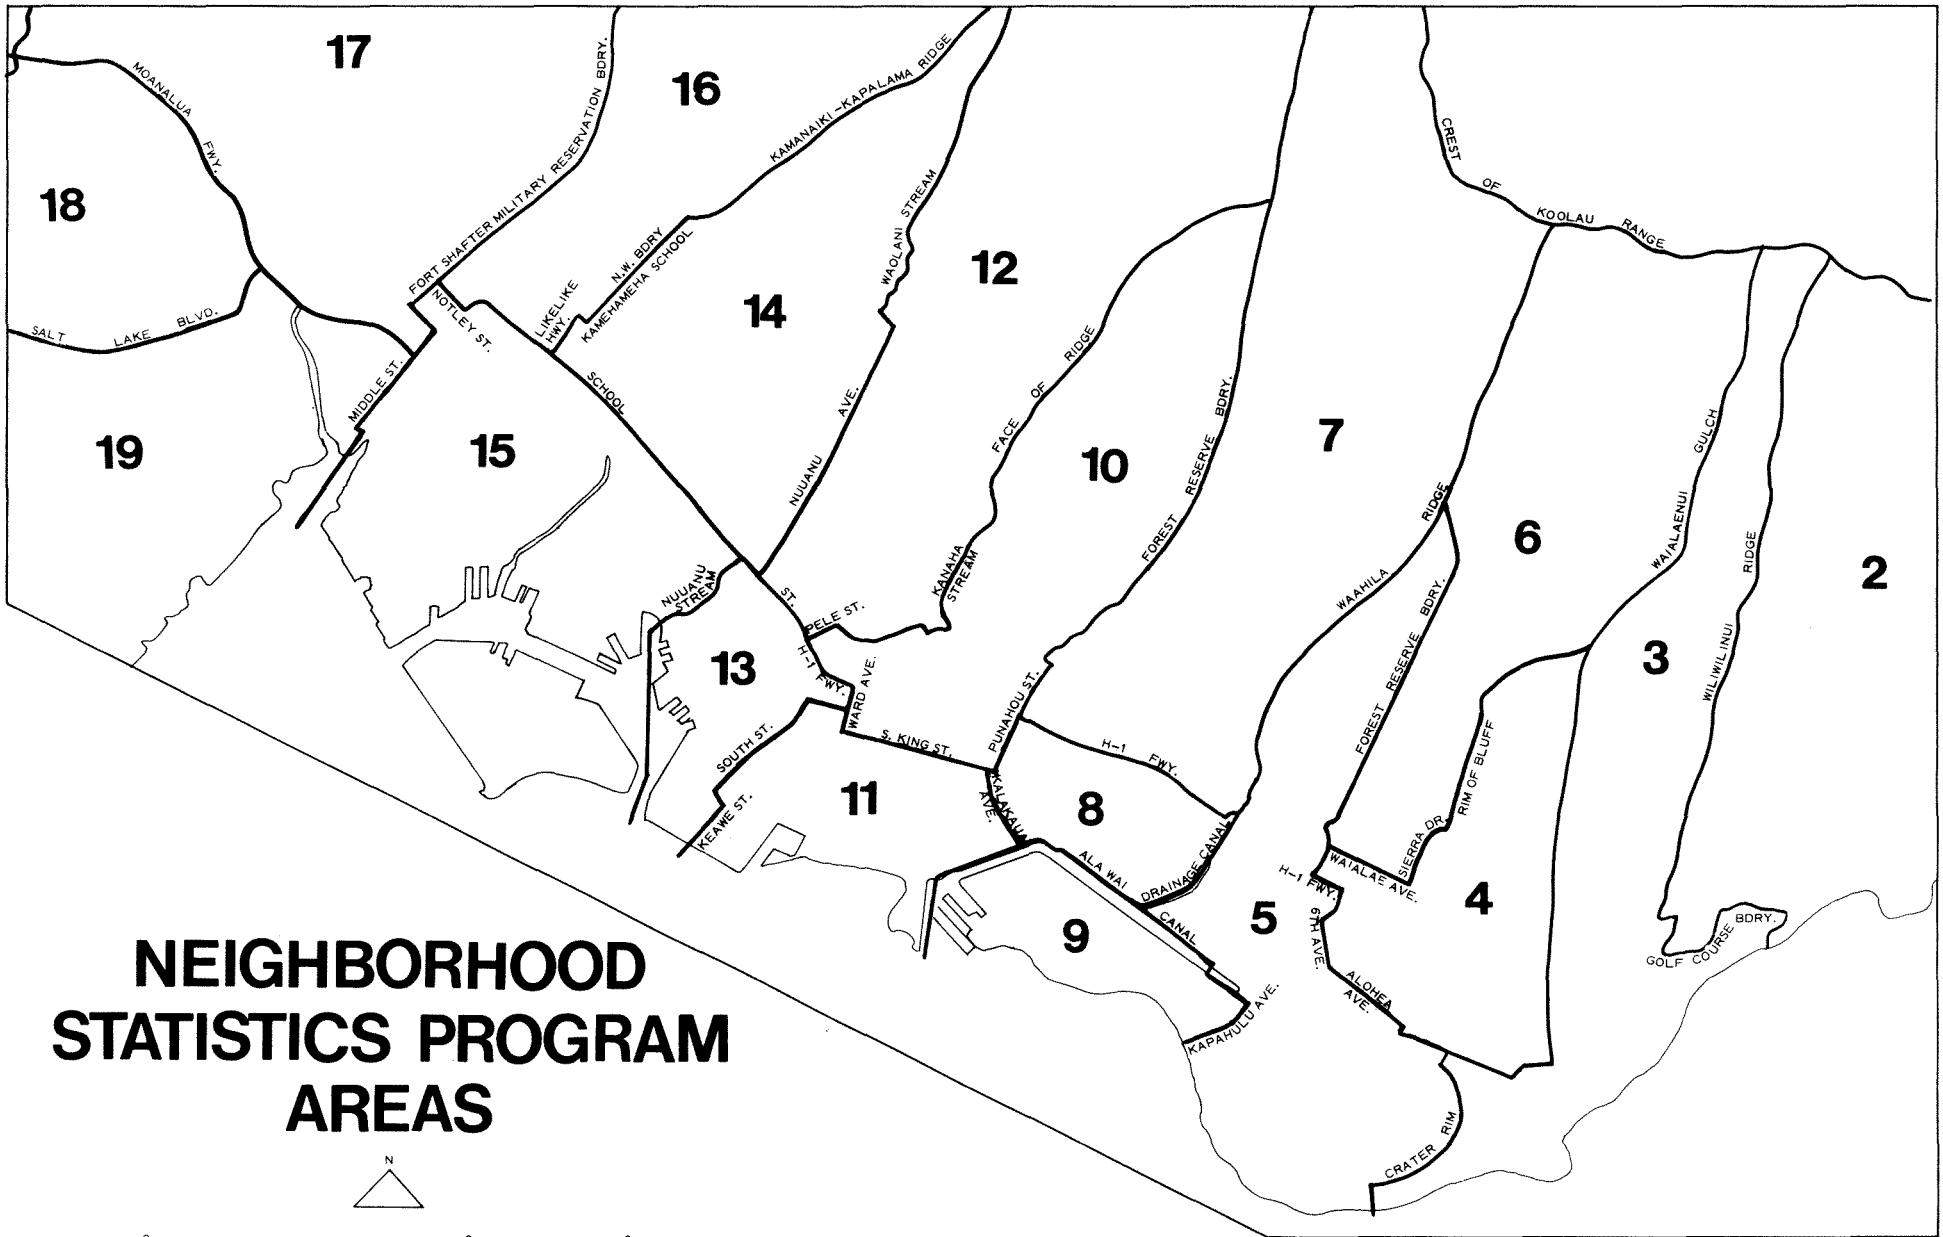 17
16
18
12
14
19
15
10
7
6
2
13
3
11
8
9
5
4
MOANALUA
FWY.
FORT SHAFTER MILITARY RESERVATION BDRY.
KAMANAIKI-KAPALAMA RIDGE
CREST
OF
KOOLAU
RANGE
WAOLANI STREAM
N.W. BDRY
KAMEHAMEHA SCHOOL
LIKELIKE
HWY.
NOTLEY ST.
SALT
LAKE
BLVD.
MIDDLE ST.
SCHOOL
ST.
NUUANU
AVE.
FACE
OF
RIDGE
FOREST
RESERVE
BDRY.
KANAHA
STREAM
WAAHILA
RIDGE
WAIALAENUI
GULCH
WILIWILINUI
RIDGE
FOREST RESERVE BDRY.
NUUANU
STREAM
PELE ST.
H-1
FWY.
WARD AVE.
SOUTH ST.
KEAWE ST.
S. KING ST.
PUNAHOU ST.
H-1
FWY.
KALAKAUA
AVE.
ALA WAI
CANAL
DRAINAGE CANAL
RIM OF BLUFF
SIERRA DR.
WAIALAE AVE.
H-1 FWY.
6TH AVE.
ALOHEA
AVE.
KAPAHULU AVE.
GOLF COURSE
BDRY.
CRATER RIM
NEIGHBORHOOD
STATISTICS PROGRAM
AREAS
N